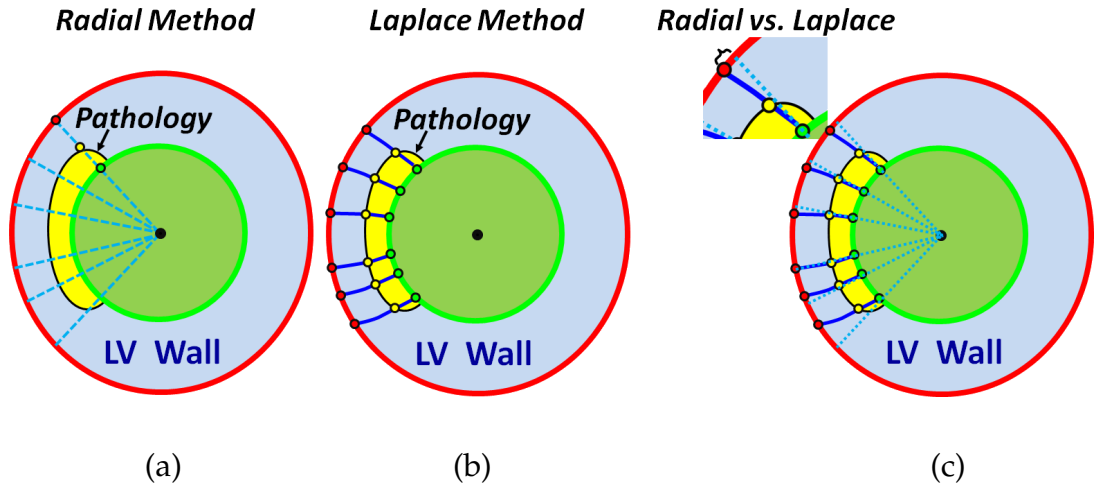 Radial Method
Laplace Method
Radial vs. Laplace
Pathology
Pathology
LV Wall
LV Wall
LV Wall
(a)
(b)
(c)